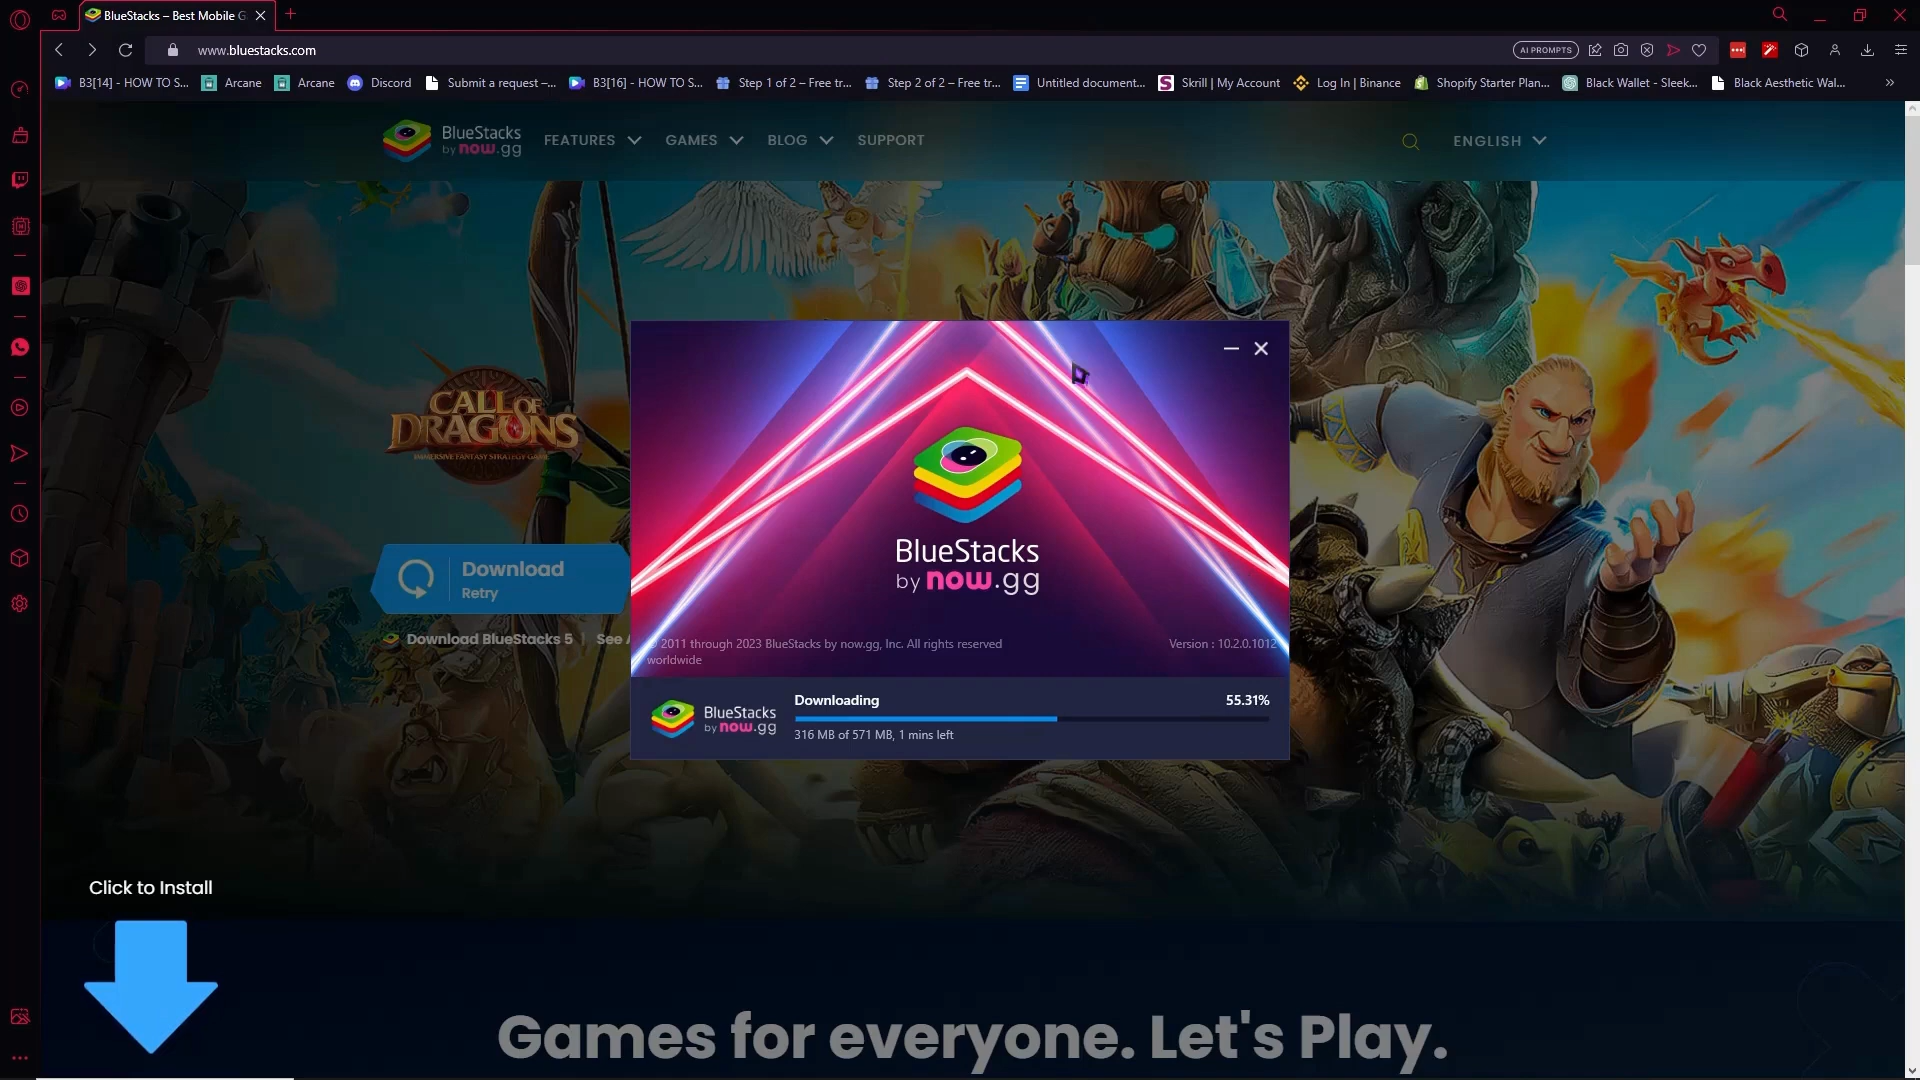 BlueStacks – Best Mobile G
www.bluestacks.com
AI PROMPTS
B3[14] - HOW TO S...
Arcane
Arcane
Discord
Submit a request –...
B3[16] - HOW TO S...
Step 1 of 2 – Free tr...
Step 2 of 2 – Free tr...
Untitled document...
Skrill | My Account
Log In | Binance
Shopify Starter Plan...
Black Wallet - Sleek...
Black Aesthetic Wal...
BlueStacks
by now.gg
FEATURES
GAMES
BLOG
SUPPORT
ENGLISH
CALL OF
DRAGONS
IMMERSIVE FANTASY STRATEGY GAME
Download
Retry
Download BlueStacks 5
See
BlueStacks
by now.gg
© 2011 through 2023 BlueStacks by now.gg, Inc. All rights reserved
worldwide
Version : 10.2.0.1012
BlueStacks
by now.gg
Downloading
55.31%
316 MB of 571 MB, 1 mins left
Click to Install
Games for everyone. Let's Play.